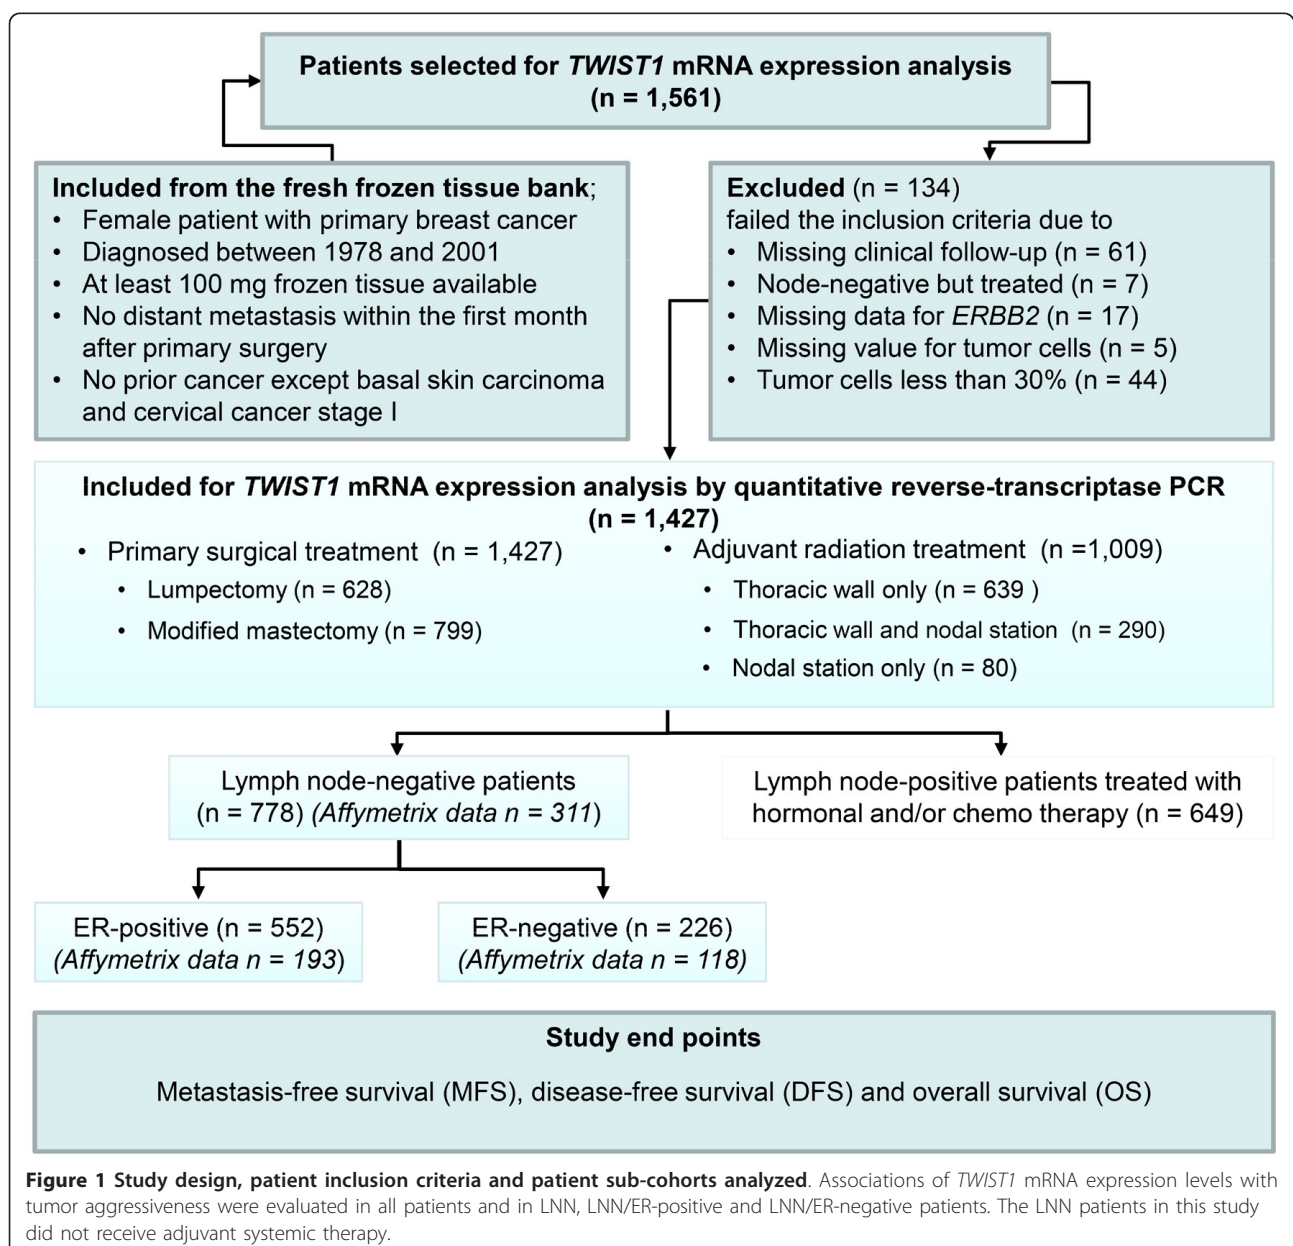 Patients selected for TWIST1 mRNA expression analysis
(n = 1,561)
Included from the fresh frozen tissue bank;
• Female patient with primary breast cancer
• Diagnosed between 1978 and 2001
• At least 100 mg frozen tissue available
• No distant metastasis within the first month
after primary surgery
• No prior cancer except basal skin carcinoma
and cervical cancer stage I
Excluded (n = 134)
failed the inclusion criteria due to
• Missing clinical follow-up (n = 61)
• Node-negative but treated (n = 7)
• Missing data for ERBB2 (n = 17)
• Missing value for tumor cells (n = 5)
• Tumor cells less than 30% (n = 44)
Included for TWIST1 mRNA expression analysis by quantitative reverse-transcriptase PCR
(n = 1,427)
• Primary surgical treatment (n = 1,427)
• Lumpectomy (n = 628)
• Modified mastectomy (n = 799)
• Adjuvant radiation treatment (n =1,009)
• Thoracic wall only (n = 639 )
• Thoracic wall and nodal station (n = 290)
• Nodal station only (n = 80)
Lymph node-negative patients
(n = 778) (Affymetrix data n = 311)
Lymph node-positive patients treated with
hormonal and/or chemo therapy (n = 649)
ER-positive (n = 552)
(Affymetrix data n = 193)
ER-negative (n = 226)
(Affymetrix data n = 118)
Study end points
Metastasis-free survival (MFS), disease-free survival (DFS) and overall survival (OS)
Figure 1 Study design, patient inclusion criteria and patient sub-cohorts analyzed. Associations of TWIST1 mRNA expression levels with
tumor aggressiveness were evaluated in all patients and in LNN, LNN/ER-positive and LNN/ER-negative patients. The LNN patients in this study
did not receive adjuvant systemic therapy.